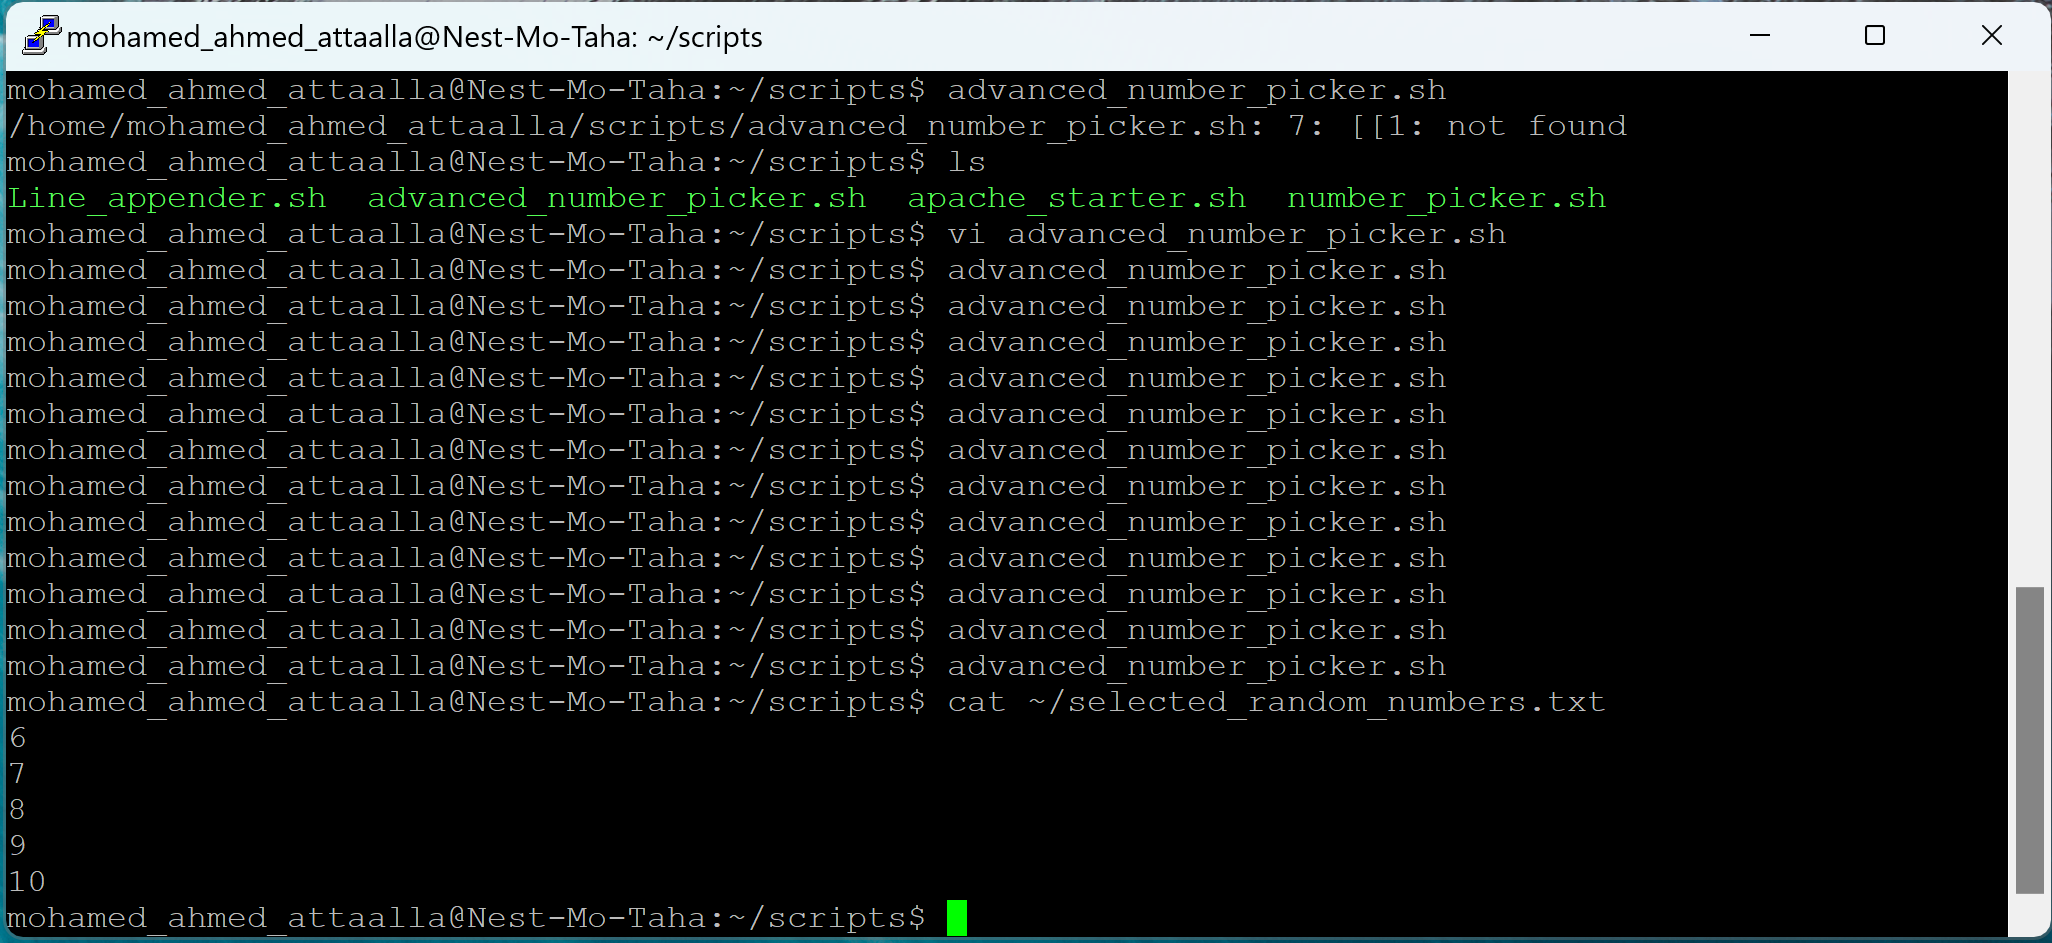 mohamed_ahmed_attaalla@Nest-Mo-Taha: ~/scripts
mohamed_ahmed_attaalla@Nest-Mo-Taha:~/scripts$ advanced_number_picker.sh
/home/mohamed_ahmed_attaalla/scripts/advanced_number_picker.sh: 7: [[1: not found
mohamed_ahmed_attaalla@Nest-Mo-Taha:~/scripts$ ls
Line_appender.sh  advanced_number_picker.sh  apache_starter.sh  number_picker.sh
mohamed_ahmed_attaalla@Nest-Mo-Taha:~/scripts$ vi advanced_number_picker.sh
mohamed_ahmed_attaalla@Nest-Mo-Taha:~/scripts$ advanced_number_picker.sh
mohamed_ahmed_attaalla@Nest-Mo-Taha:~/scripts$ advanced_number_picker.sh
mohamed_ahmed_attaalla@Nest-Mo-Taha:~/scripts$ advanced_number_picker.sh
mohamed_ahmed_attaalla@Nest-Mo-Taha:~/scripts$ advanced_number_picker.sh
mohamed_ahmed_attaalla@Nest-Mo-Taha:~/scripts$ advanced_number_picker.sh
mohamed_ahmed_attaalla@Nest-Mo-Taha:~/scripts$ advanced_number_picker.sh
mohamed_ahmed_attaalla@Nest-Mo-Taha:~/scripts$ advanced_number_picker.sh
mohamed_ahmed_attaalla@Nest-Mo-Taha:~/scripts$ advanced_number_picker.sh
mohamed_ahmed_attaalla@Nest-Mo-Taha:~/scripts$ advanced_number_picker.sh
mohamed_ahmed_attaalla@Nest-Mo-Taha:~/scripts$ advanced_number_picker.sh
mohamed_ahmed_attaalla@Nest-Mo-Taha:~/scripts$ advanced_number_picker.sh
mohamed_ahmed_attaalla@Nest-Mo-Taha:~/scripts$ advanced_number_picker.sh
mohamed_ahmed_attaalla@Nest-Mo-Taha:~/scripts$ cat ~/selected_random_numbers.txt
6
7
8
9
10
mohamed_ahmed_attaalla@Nest-Mo-Taha:~/scripts$